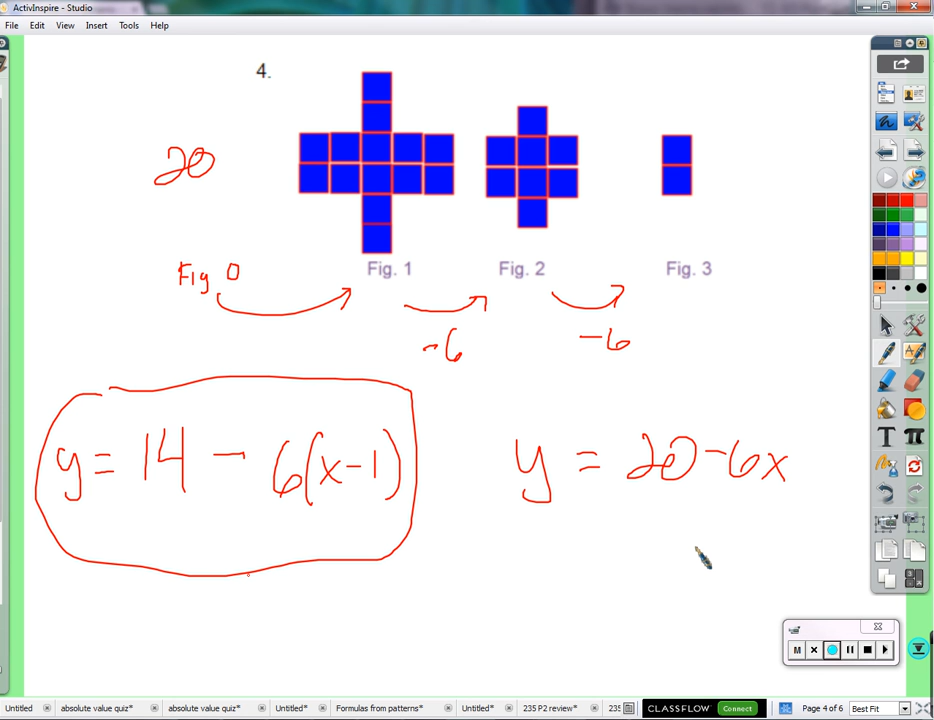 ActivInspire - Studio
File Edit View Insert Tools Help
4.
20
Fig 0
Fig. 1
Fig. 2
Fig. 3
-6
-6
y = 14 - 6(x-1)
y = 20-6x
M
Untitled absolute value quiz* absolute value quiz* Untitled* Formulas from patterns* Untitled* 235 P2 review* 235 CLASSFLOW Connect Page 4 of 6 Best Fit